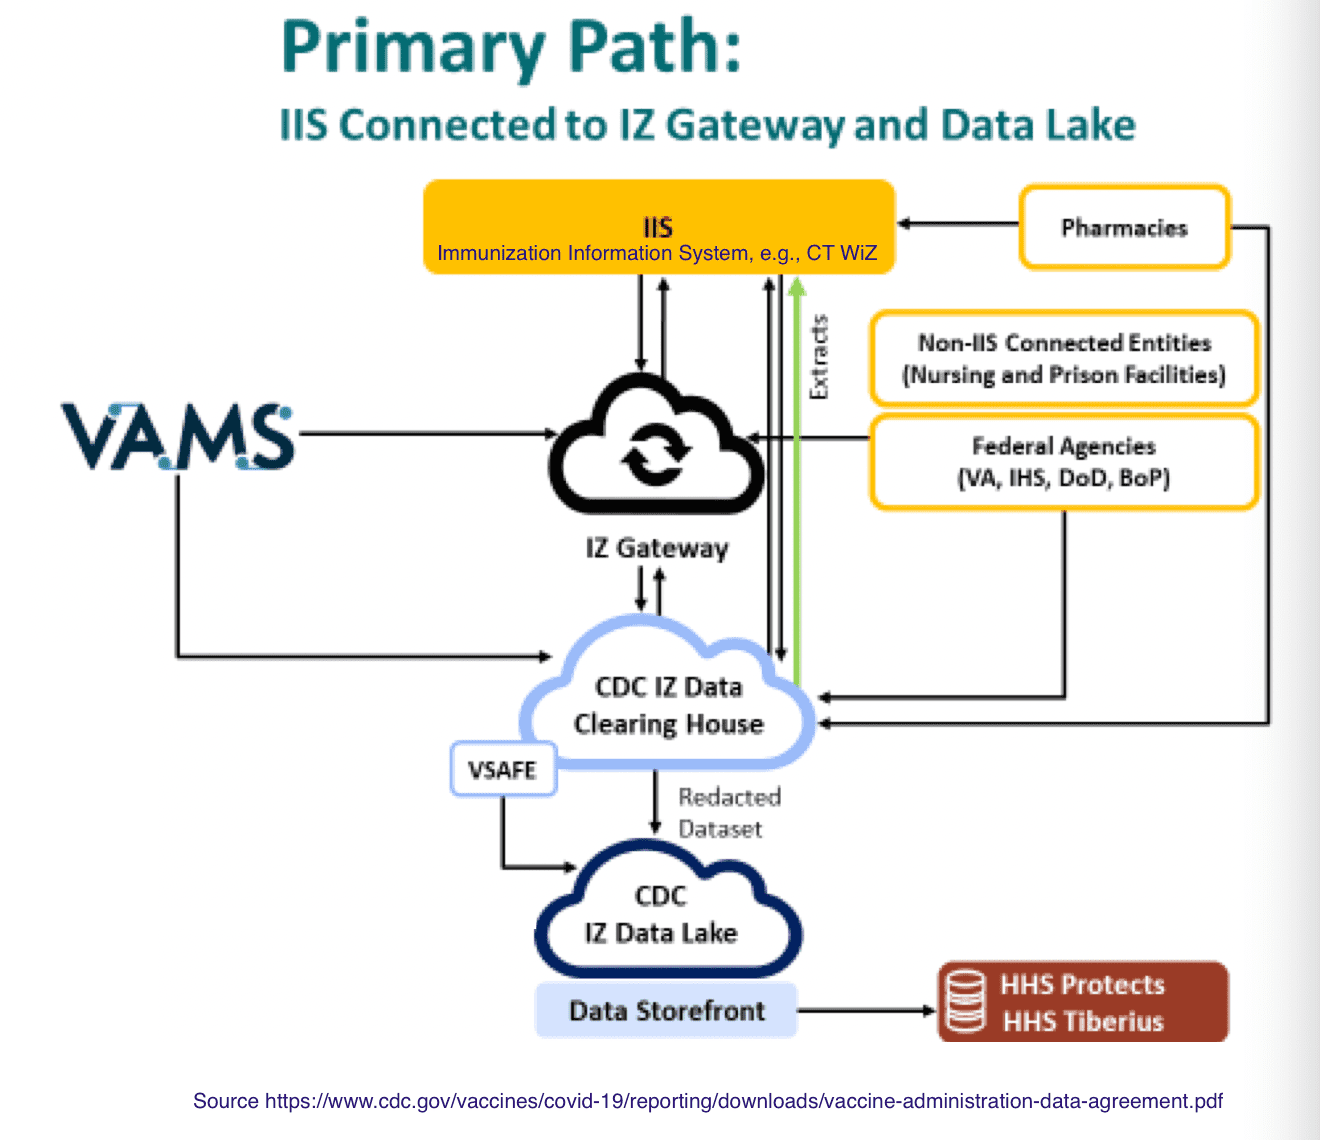 Primary Path:
IIS Connected to IZ Gateway and Data Lake
IIS
Immunization Information System, e.g., CT WiZ
Pharmacies
Extracts
Non-IIS Connected Entities
(Nursing and Prison Facilities)
VAMS
Federal Agencies
(VA, IHS, DoD, BoP)
IZ Gateway
CDC IZ Data
Clearing House
VSAFE
Redacted
Dataset
CDC
IZ Data Lake
Data Storefront
HHS Protects
HHS Tiberius
Source https://www.cdc.gov/vaccines/covid-19/reporting/downloads/vaccine-administration-data-agreement.pdf